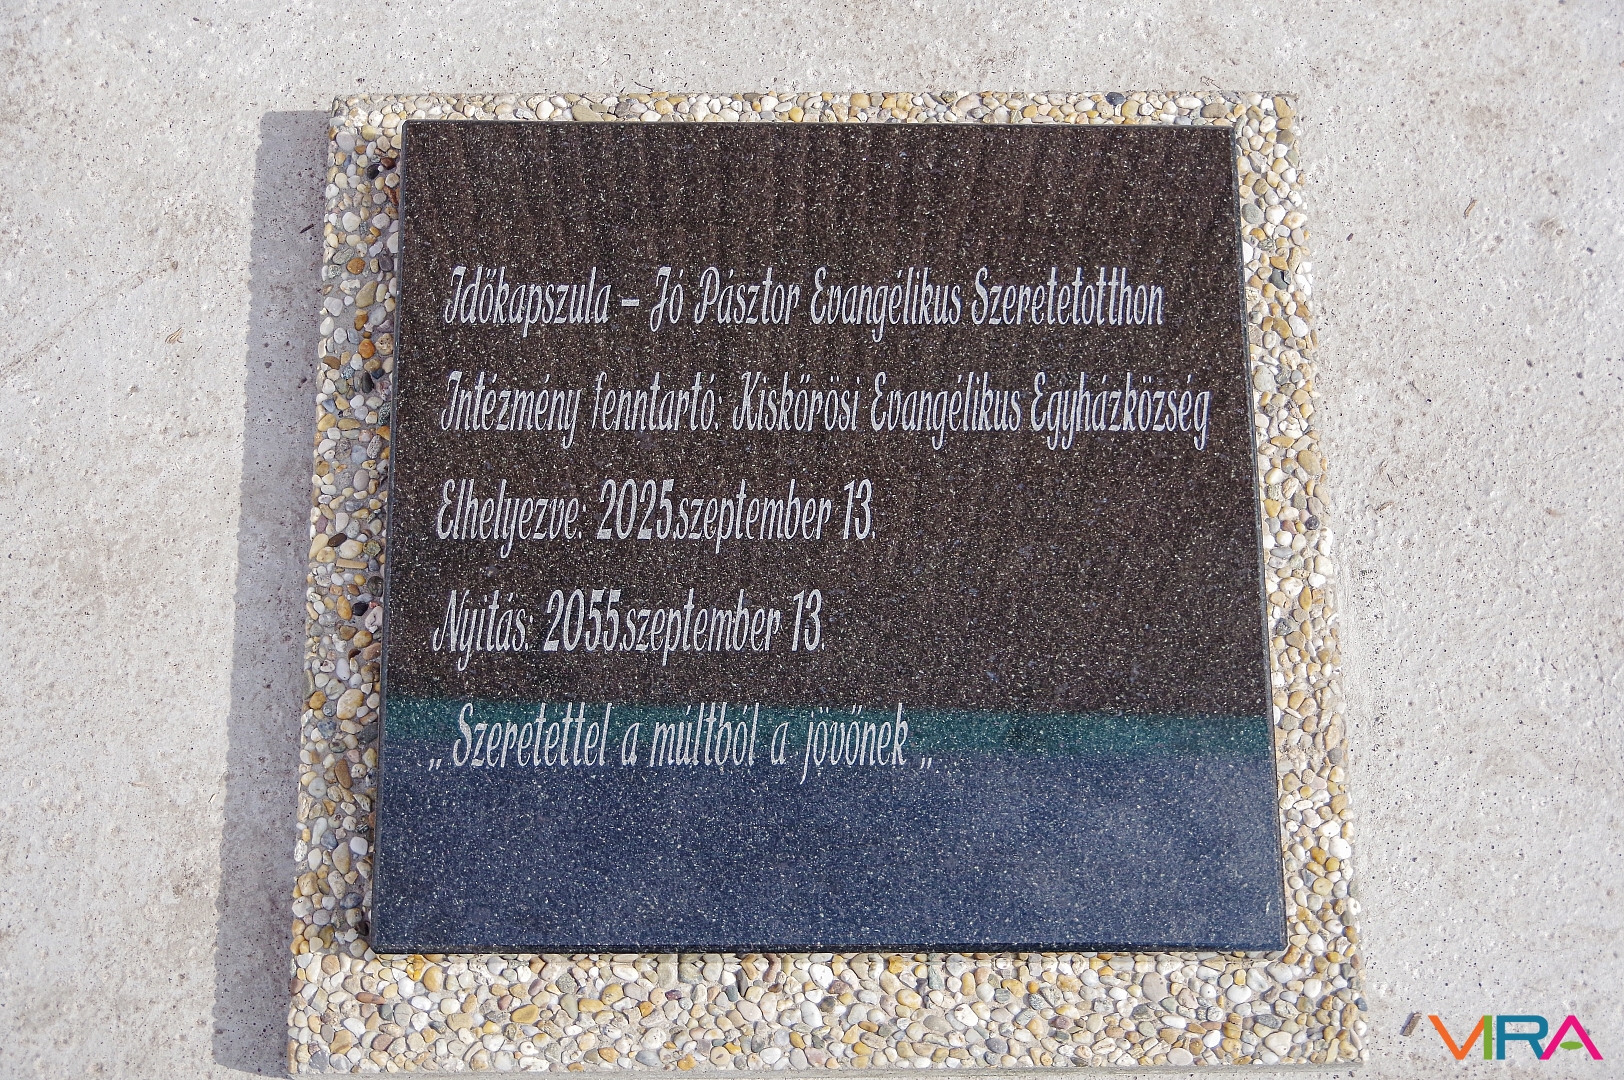 Időkapszula – Jó Pásztor Evangélikus Szeretetotthon
Intézmény fenntartó: Kiskőrösi Evangélikus Egyházközség
Elhelyezve: 2025.szeptember 13.
Nyitás: 2055.szeptember 13.
„ Szeretettel a múltból a jövőnek „
VIRA